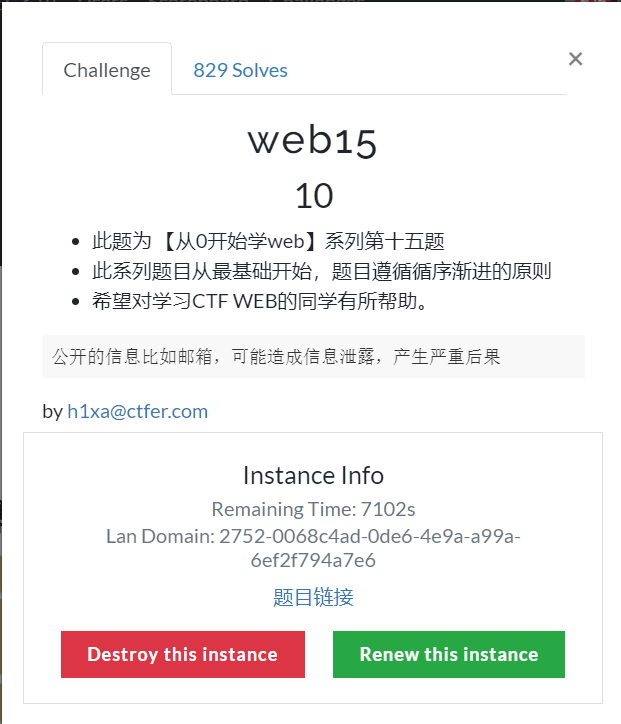 Challenge
829 Solves
×
web15
10
此题为 【从0开始学web】系列第十五题
此系列题目从最基础开始，题目遵循循序渐进的原则
希望对学习CTF WEB的同学有所帮助。
公开的信息比如邮箱，可能造成信息泄露，产生严重后果
by h1xa@ctfer.com
Instance Info
Remaining Time: 7102s
Lan Domain: 2752-0068c4ad-0de6-4e9a-a99a-
6ef2f794a7e6
题目链接
Destroy this instance
Renew this instance